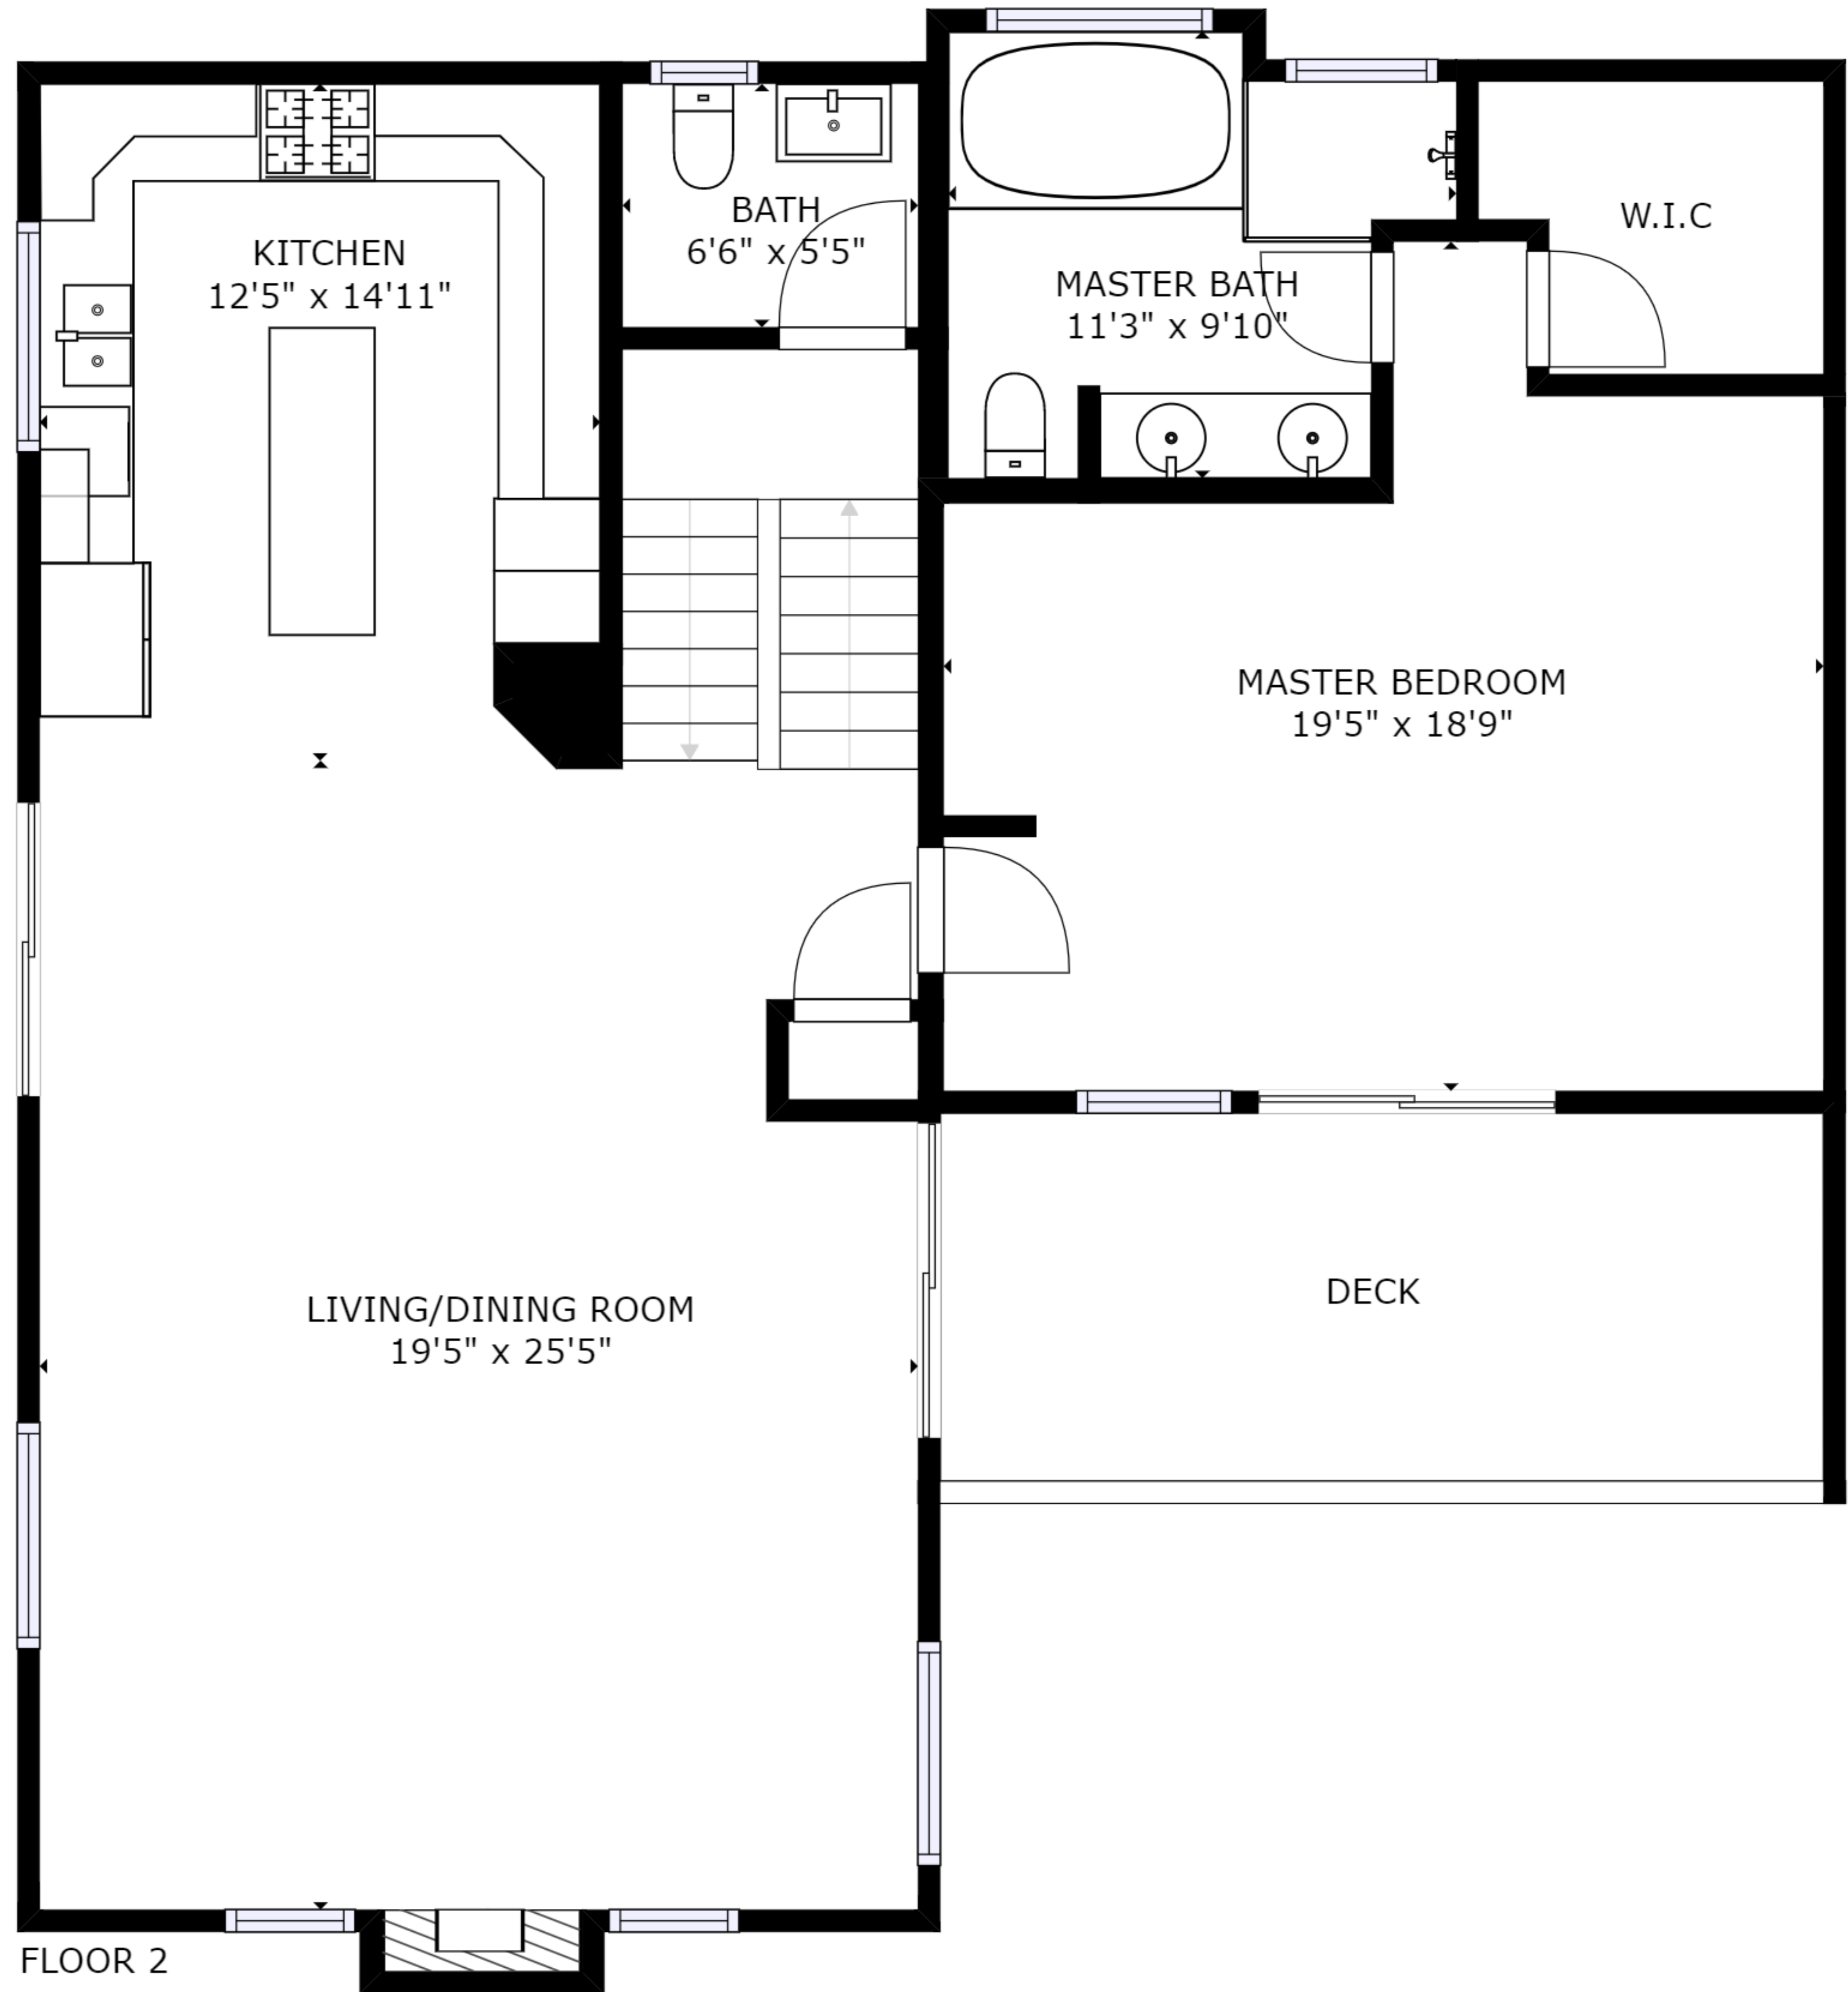 BATH
6'6" x 5'5"
W.I.C
KITCHEN
12'5" x 14'11"
MASTER BATH
11'3" x 9'10"
MASTER BEDROOM
19'5" x 18'9"
DECK
LIVING/DINING ROOM
19'5" x 25'5"
FLOOR 2